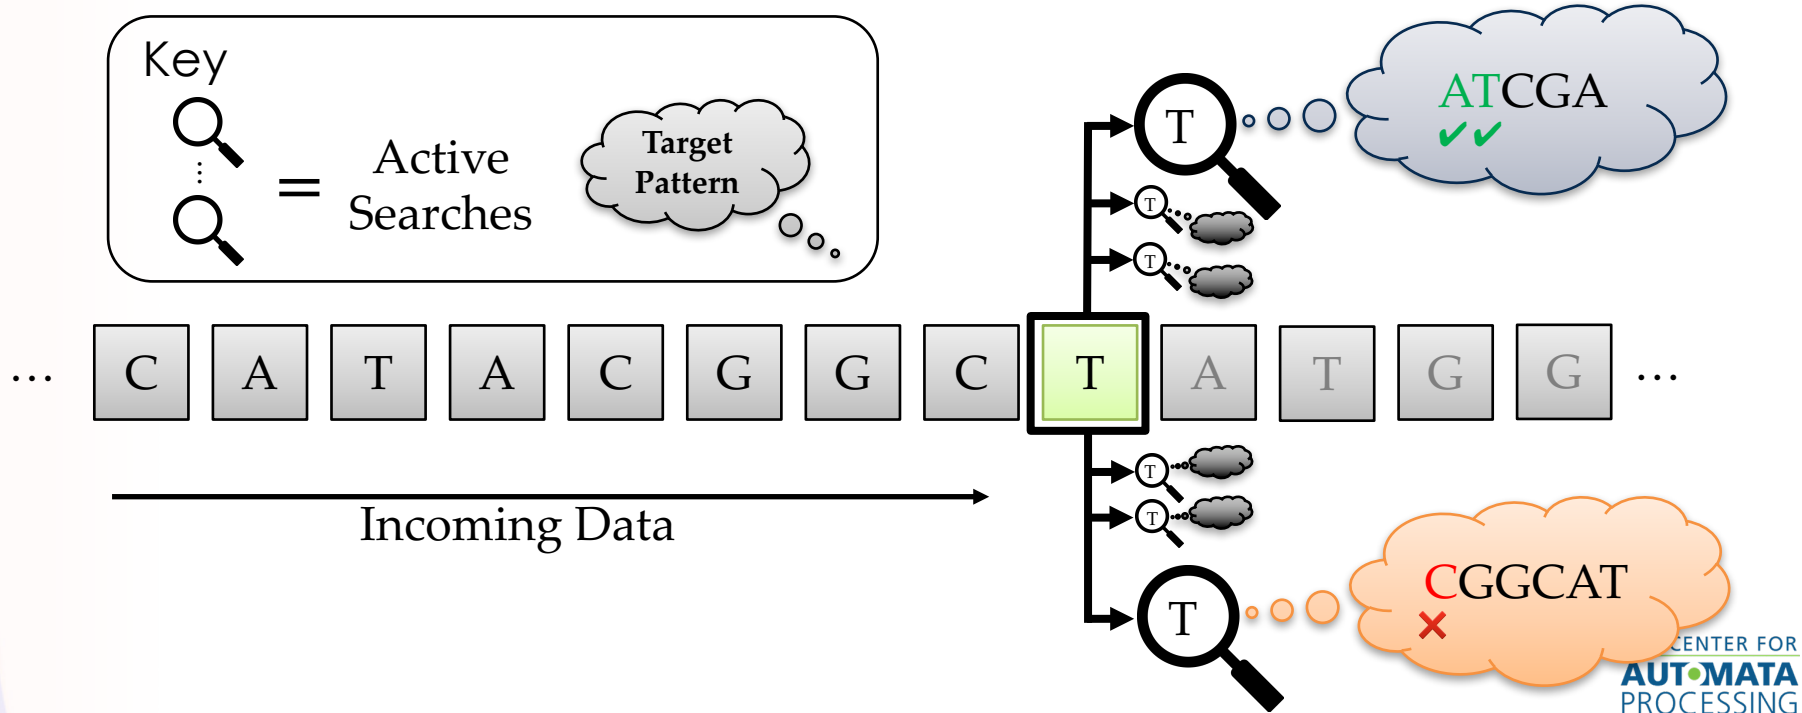 Key
Active
Searches
Target
Pattern
T
ATCGA
✔✔
T
T
... C A T A C G G C T A T G G ...
Incoming Data
T
T
T
CGGCAT
✕
CENTER FOR
AUTOMATA
PROCESSING